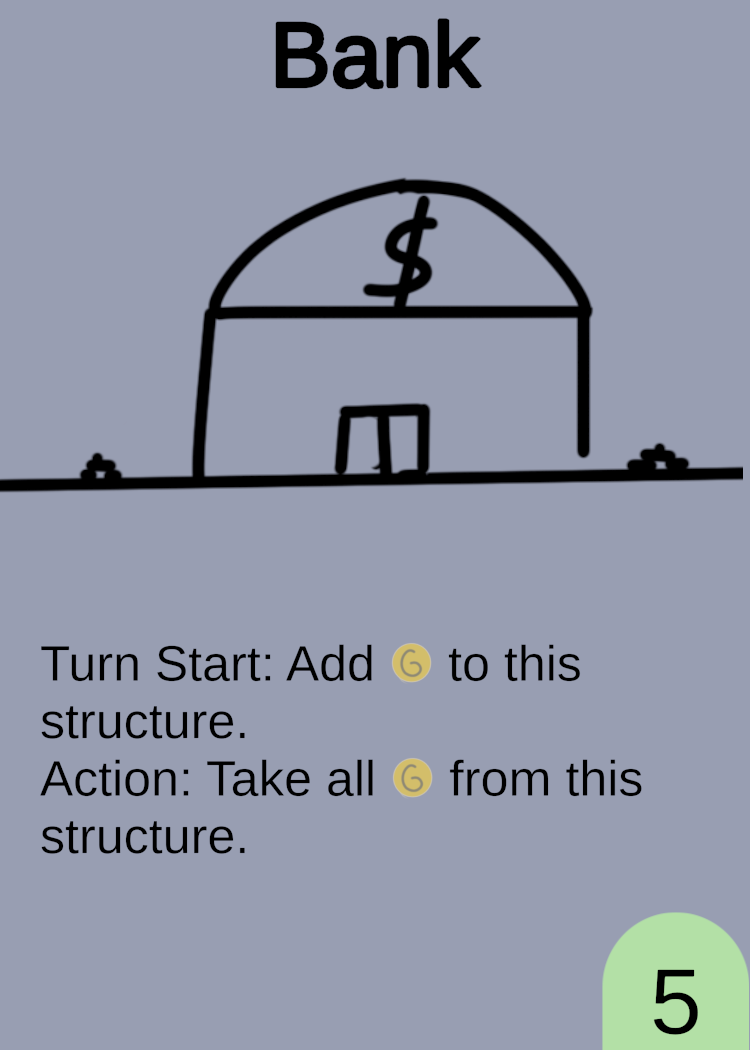 Bank
$
Turn Start: Add G to this
structure.
Action: Take all G from this
structure.
5